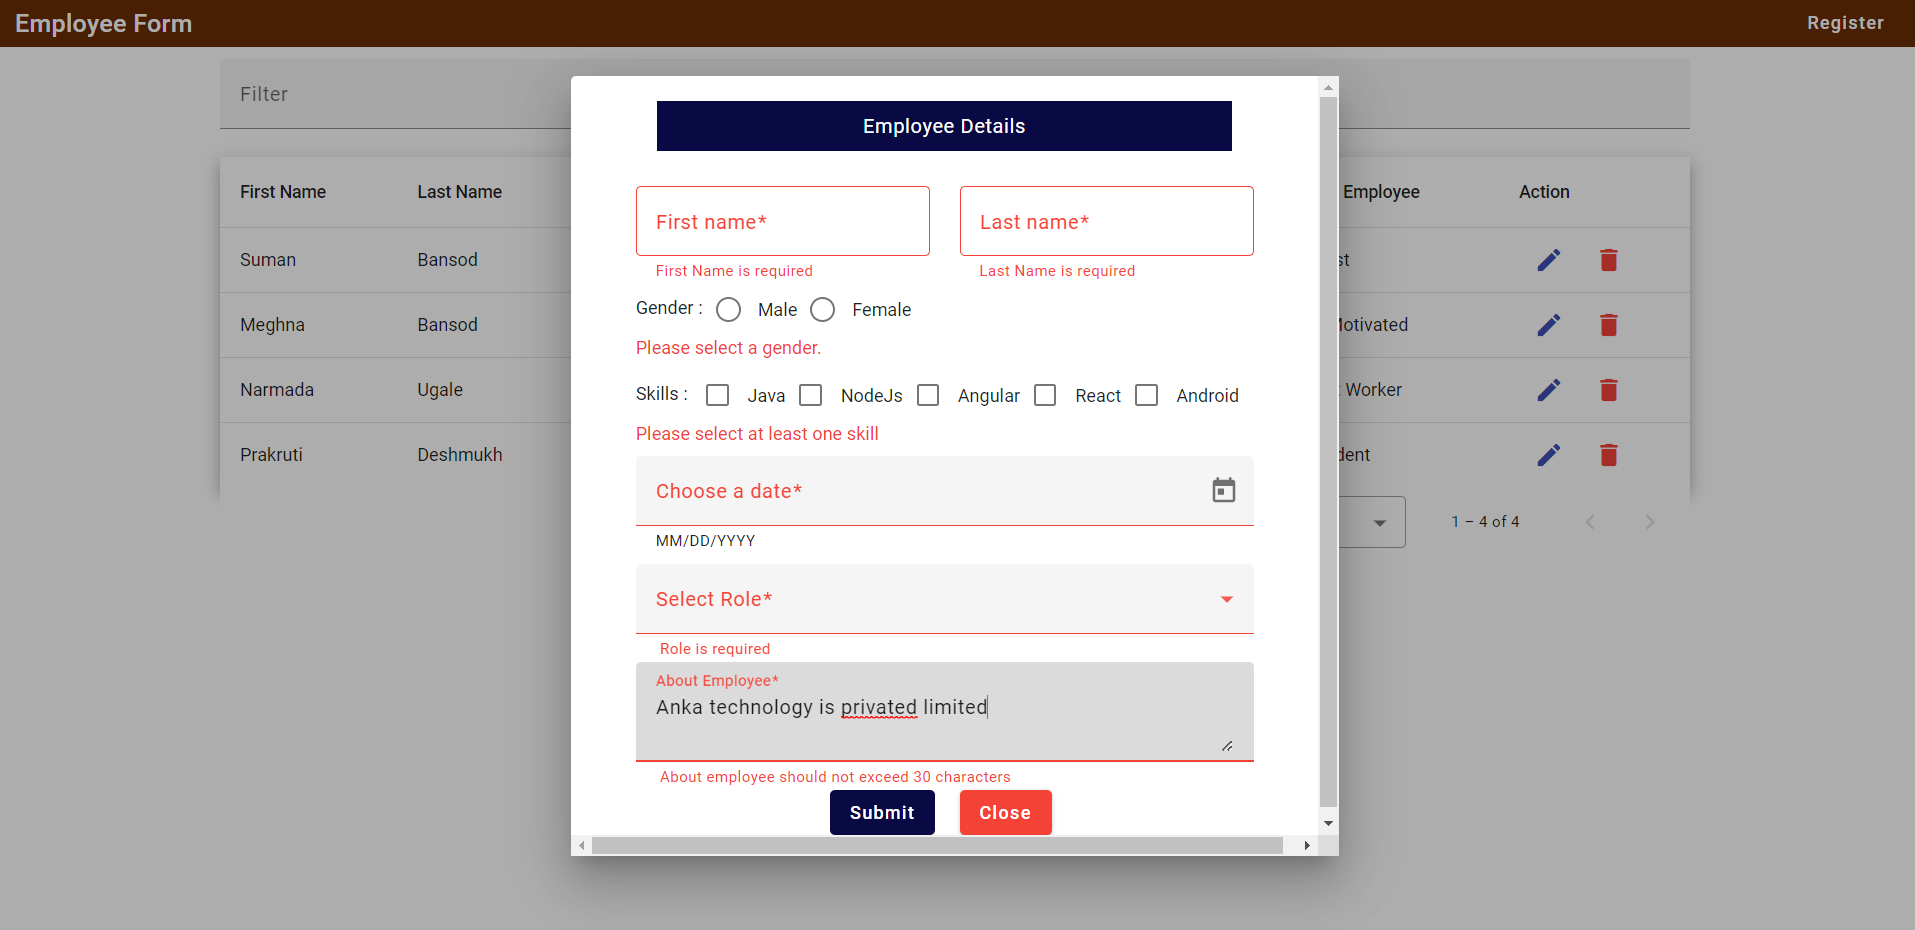 Employee Form
Register
Filter
Employee Details
First Name Last Name Employee Action
First name* Last name*
First Name is required Last Name is required
Suman Bansod
Gender : Male Female
Meghna Bansod Motivated
Please select a gender.
Narmada Ugale Worker
Skills : Java NodeJs Angular React Android
Please select at least one skill
Prakruti Deshmukh
Choose a date*
1 – 4 of 4
MM/DD/YYYY
Select Role*
Role is required
About Employee*
Anka technology is privated limited
About employee should not exceed 30 characters
Submit Close